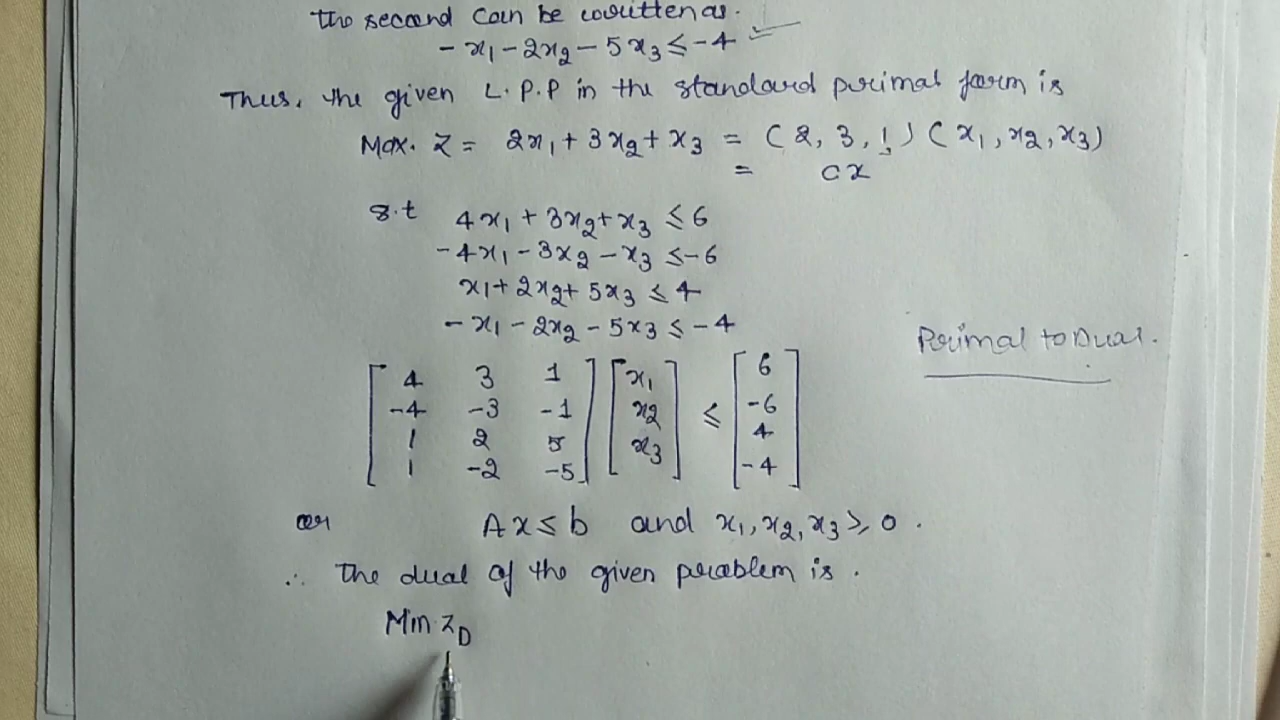 the second can be written as.
- x₁ - 2x₂ - 5x₃ ≤ -4
Thus, the given L.P.P in the standard primal form is
Max. Z = 2x₁ + 3x₂ + x₃ = (2, 3, 1) (x₁, x₂, x₃)
= cx
s.t 4x₁ + 3x₂ + x₃ ≤ 6
-4x₁ - 3x₂ - x₃ ≤ -6
x₁ + 2x₂ + 5x₃ ≤ 4
- x₁ - 2x₂ - 5x₃ ≤ -4
Primal to Dual.
[ 4 3 1 ] [ x₁ ] [ 6 ]
-4 -3 -1 x₂ ≤ -6
1 2 5 x₃ 4
1 -2 -5 -4
or Ax ≤ b and x₁, x₂, x₃ ≥ 0.
∴ The dual of the given problem is.
Min Z_D